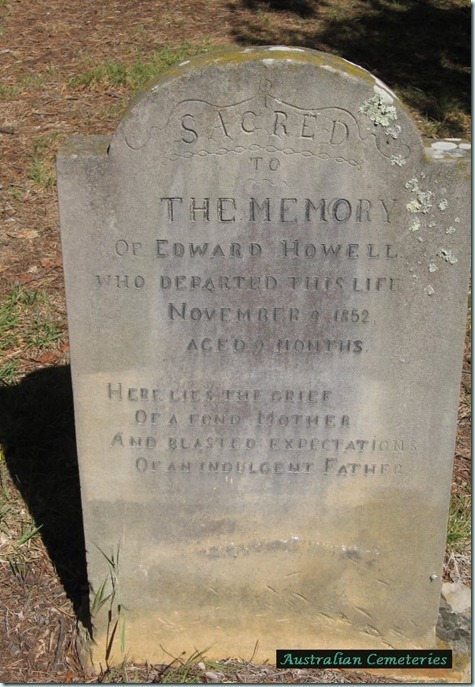 SACRED
TO
THE MEMORY
OF EDWARD HOWELL
WHO DEPARTED THIS LIFE
NOVEMBER 9 1852
AGED 9 MONTHS.
HERE LIES THE GRIEF
OF A FOND MOTHER
AND BLASTED EXPECTATIONS
OF AN INDULGENT FATHER
Australian Cemeteries